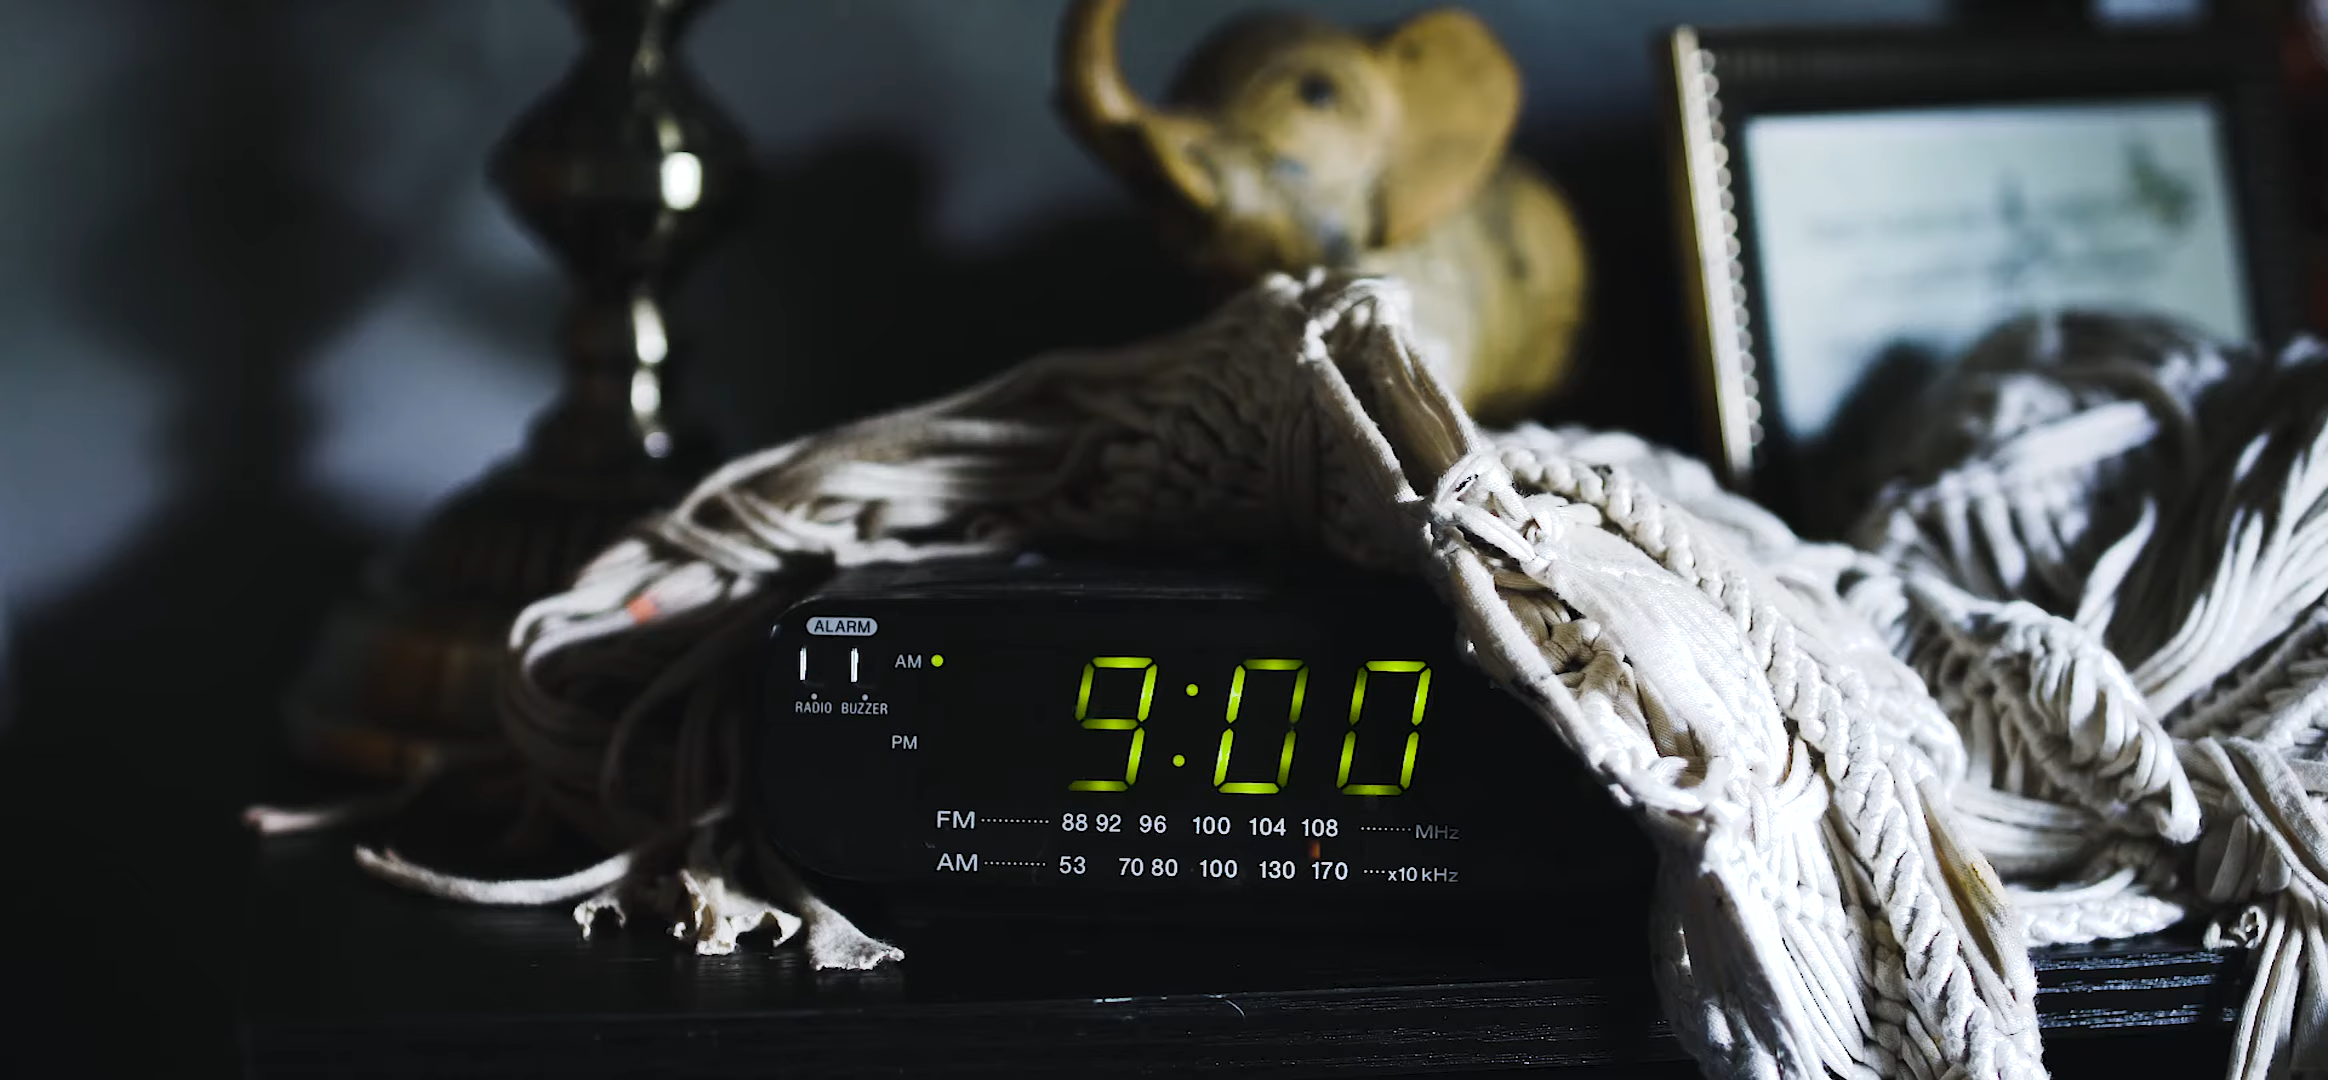 ALARM
AM
RADIO BUZZER
PM
9:00
FM 88 92 96 100 104 108 MHz
AM 53 70 80 100 130 170 x10 kHz